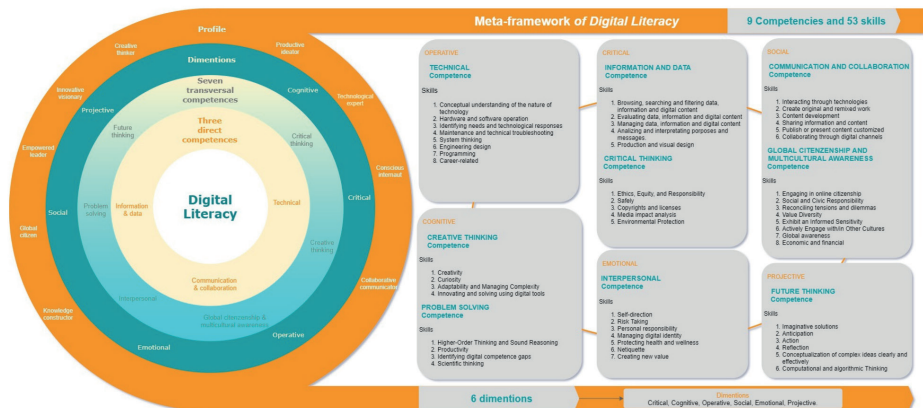 Meta-framework of Digital Literacy
9 Competencies and 53 skills
Profile
Creative
thinker
Productive
ideator
Innovative
visionary
Technological
expert
Empowered
leader
Conscious
internaut
Global
citizen
Collaborative
communicator
Knowledge
constructor
Dimentions
Projective
Cognitive
Social
Critical
Emotional
Operative
Seven
transversal
competences
Future
thinking
Critical
thinking
Problem
solving
Creative
thinking
Interpersonal
Global citizenship &
multicultural awareness
Three
direct
competences
Information
& data
Technical
Communication
& collaboration
Digital
Literacy
OPERATIVE
TECHNICAL
Competence
Skills
1. Conceptual understanding of the nature of
technology
2. Hardware and software operation
3. Identifying needs and technological responses
4. Maintenance and technical troubleshooting
5. System thinking
6. Engineering design
7. Programming
8. Career-related
CRITICAL
INFORMATION AND DATA
Competence
Skills
1. Browsing, searching and filtering data,
information and digital content
2. Evaluating data, information and digital content
3. Managing data, information and digital content
4. Analizing and interpretating porposes and
messages.
5. Production and visual design
CRITICAL THINKING
Competence
Skills
1. Ethics, Equity, and Responsibility
2. Safely
3. Copyrights and licenses
4. Media impact analysis
5. Environmental Protection
SOCIAL
COMMUNICATION AND COLLABORATION
Competence
Skills
1. Interacting through technologies
2. Create original and remixed work
3. Content development
4. Sharing information and content
5. Publish or present content customized
6. Collaborating through digital channels
GLOBAL CITENZENSHIP AND
MULTICULTURAL AWARENESS
Competence
Skills
1. Engaging in online citizenship
2. Social and Civic Responsibility
3. Reconciling tensions and dilemmas
4. Value Diversity
5. Exhibit an Informed Sensitivity
6. Actively Engage withiin Other Cultures
7. Global awareness
8. Economic and financial
COGNITIVE
CREATIVE THINKING
Competence
Skills
1. Creativity
2. Curiosity
3. Adaptability and Managing Complexity
4. Innovating and solving using digital tools
PROBLEM SOLVING
Competence
Skills
1. Higher-Order Thinking and Sound Reasoning
2. Productivity
3. Identifying digital competence gaps
4. Scientific thinking
EMOTIONAL
INTERPERSONAL
Competence
Skills
1. Self-direction
2. Risk Taking
3. Personal responsibility
4. Managing digital identity
5. Protecting health and wellness
6. Netiquette
7. Creating new value
PROJECTIVE
FUTURE THINKING
Competence
Skills
1. Imaginative solutions
2. Anticipation
3. Action
4. Reflection
5. Conceptualization of complex ideas clearly and
effectively
6. Computational and algorithmic Thinking
6 dimentions
Dimentions
Critical, Cognitive, Operative, Social, Emotional, Projective.